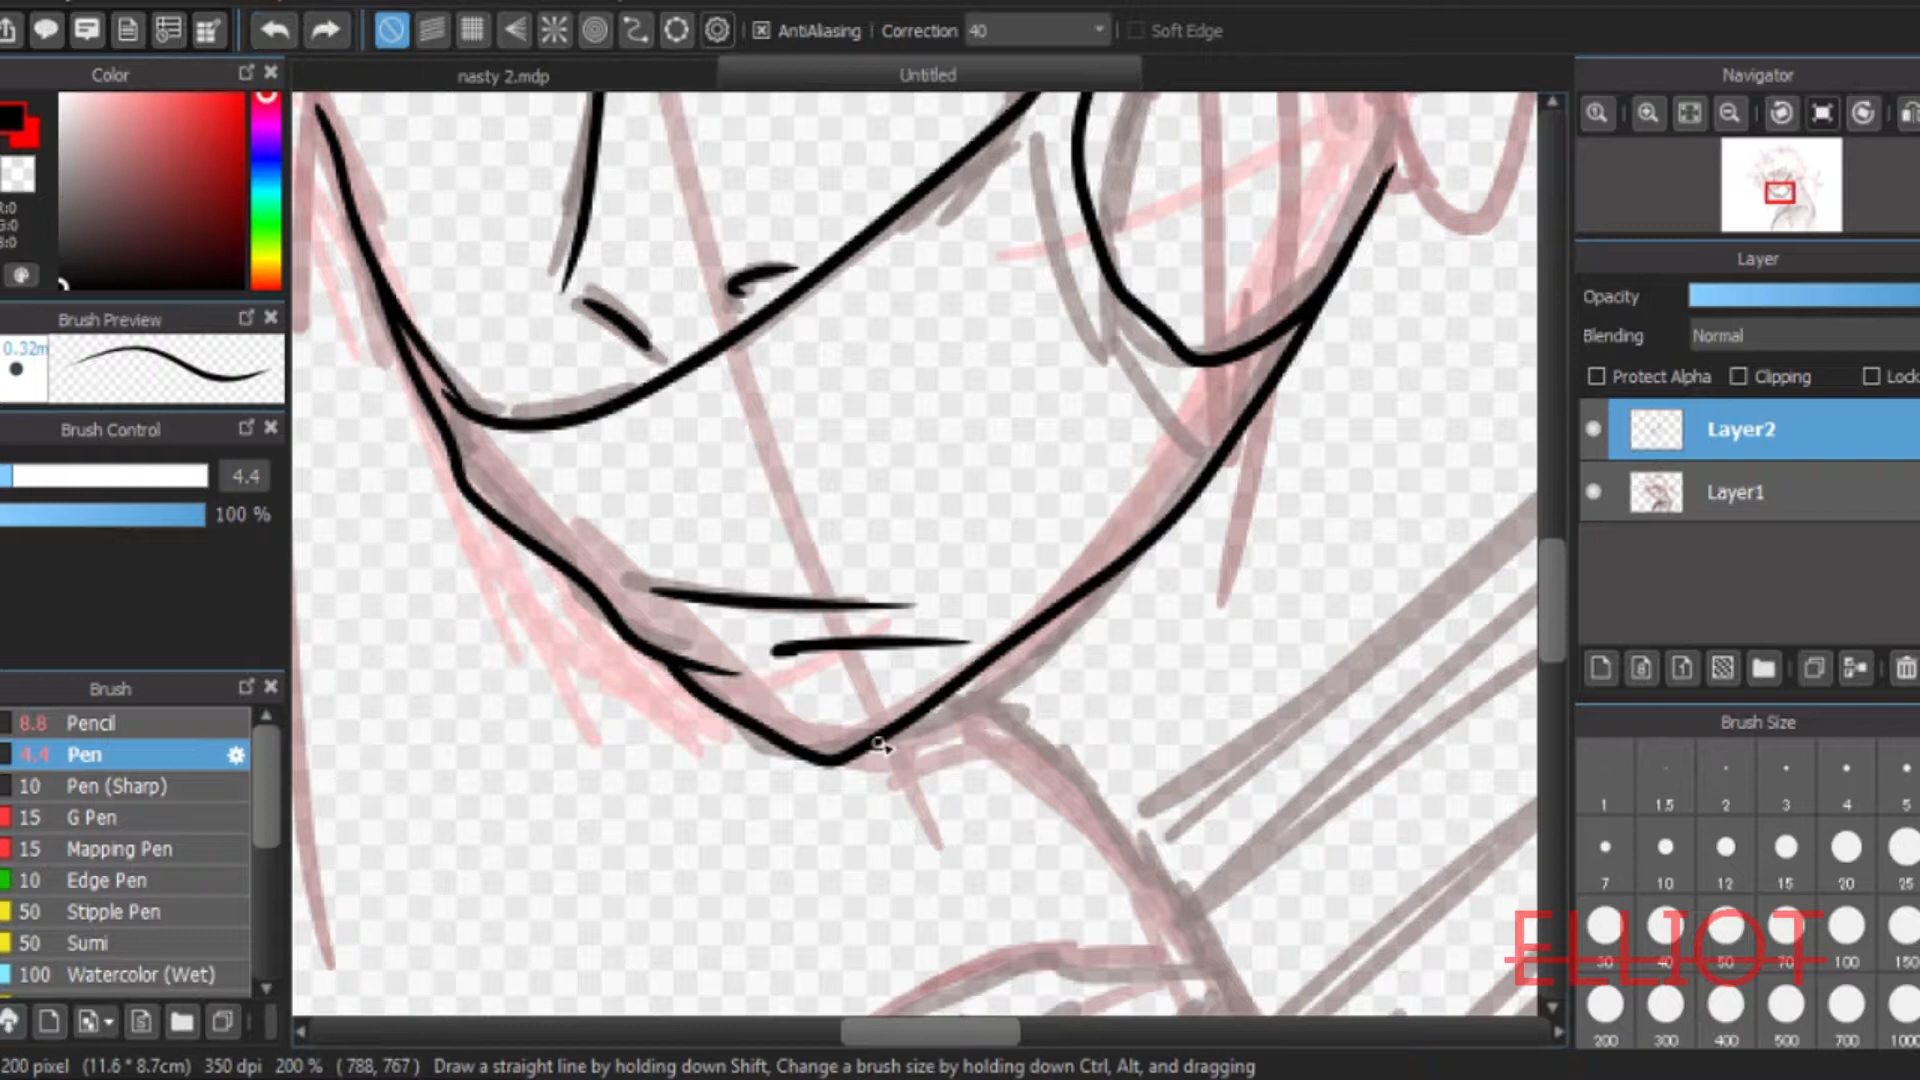 AntiAliasing
Correction 40
Soft Edge
Color
nasty 2.mdp
Untitled
Navigator
R:0
G:0
B:0
Brush Preview
0.32m
Brush Control
4.4
100 %
Layer
Opacity
Blending Normal
Protect Alpha
Clipping
Lock
Layer2
Layer1
Brush
8.8 Pencil
4.4 Pen
10 Pen (Sharp)
15 G Pen
15 Mapping Pen
10 Edge Pen
50 Stipple Pen
50 Sumi
100 Watercolor (Wet)
Brush Size
1 1.5 2 3 4 5
7 10 12 15 20 25
30 40 50 70 100 150
200 300 400 500 700 1000
ELLIOT
200 pixel (11.6 * 8.7cm) 350 dpi 200 % ( 788, 767 ) Draw a straight line by holding down Shift, Change a brush size by holding down Ctrl, Alt, and dragging